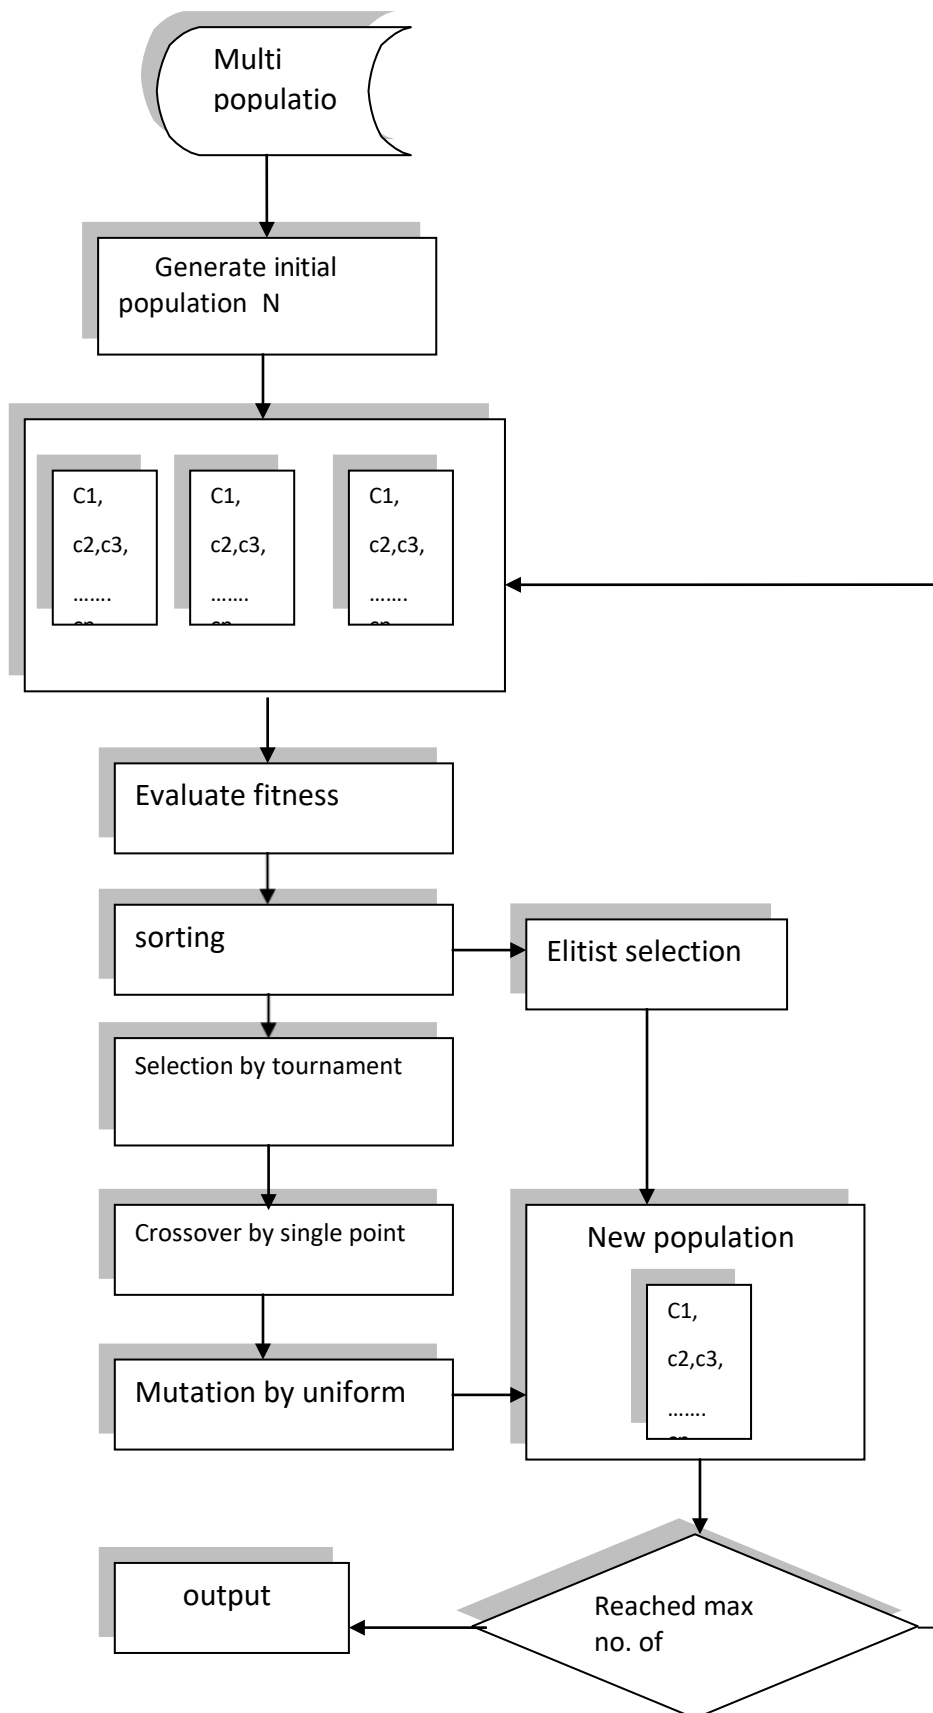 Multi
populatio
Generate initial
population N
C1,
c2,c3,
.......
C1,
c2,c3,
.......
C1,
c2,c3,
.......
Evaluate fitness
sorting
Elitist selection
Selection by tournament
Crossover by single point
New population
C1,
c2,c3,
.......
Mutation by uniform
output
Reached max
no. of